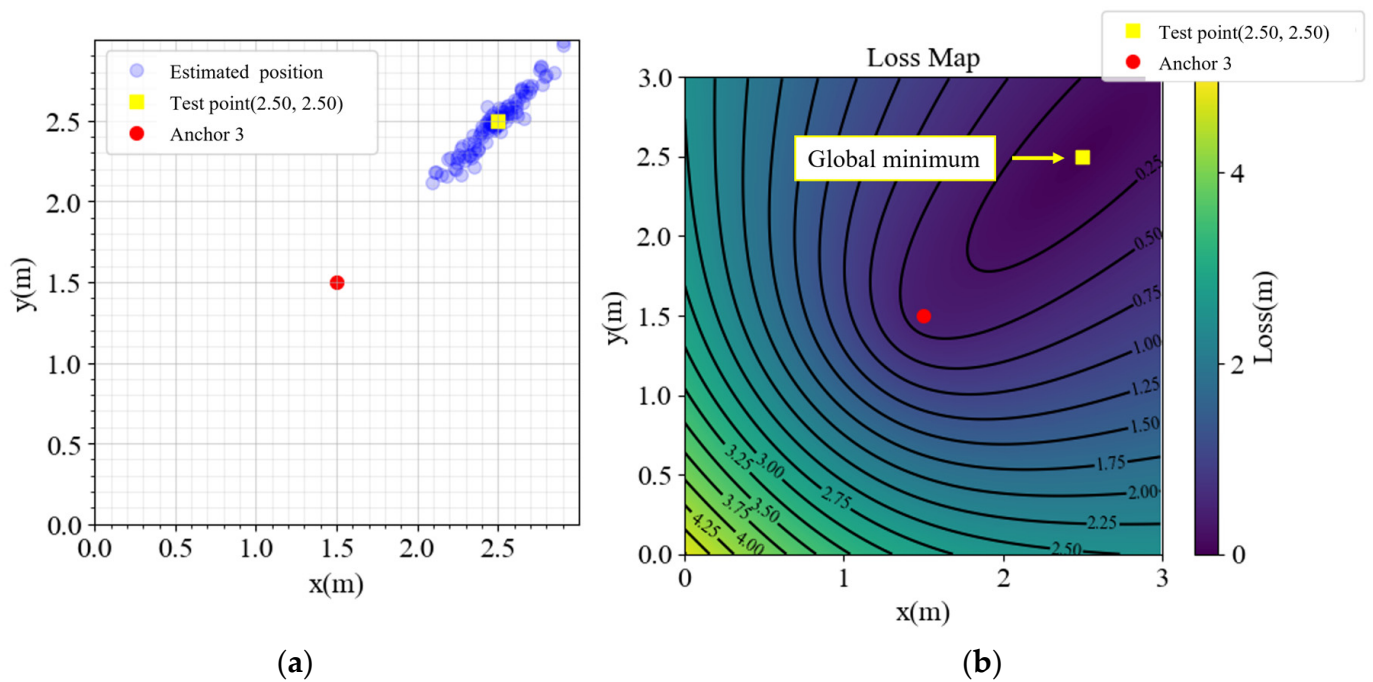 Estimated position
Test point(2.50, 2.50)
Anchor 3
2.5
2.0
1.5
1.0
0.5
0.0
y(m)
0.0 0.5 1.0 1.5 2.0 2.5
x(m)
(a)
Test point(2.50, 2.50)
Anchor 3
Loss Map
Global minimum
3.0
2.5
2.0
1.5
1.0
0.5
0.0
y(m)
0 1 2 3
x(m)
0.25
0.50
0.75
1.00
1.25
1.50
1.75
2.00
2.25
2.50
2.75
3.00
3.25
3.50
3.75
4.00
4.25
4
2
0
Loss(m)
(b)